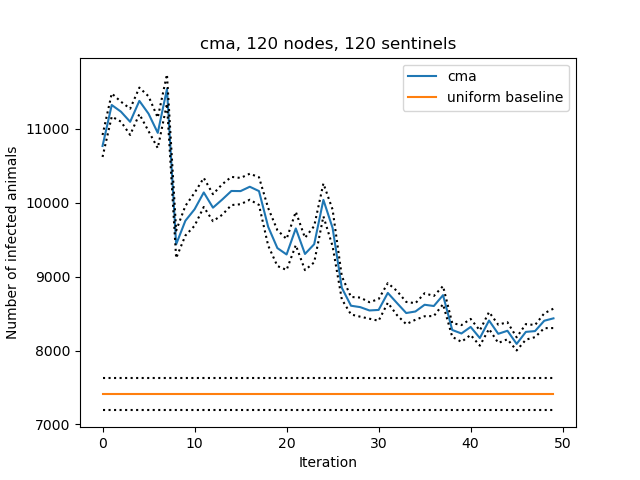 cma, 120 nodes, 120 sentinels
cma
uniform baseline
Number of infected animals
11000
10000
9000
8000
7000
0 10 20 30 40 50
Iteration